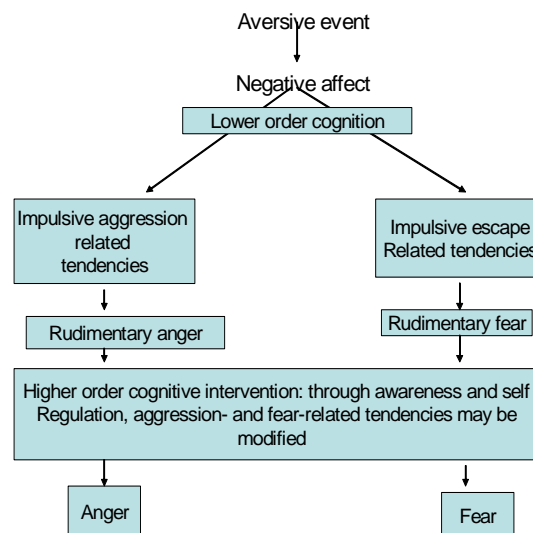 Aversive event
Negative affect
Lower order cognition
Impulsive aggression
related
tendencies
Impulsive escape
Related tendencies
Rudimentary anger
Rudimentary fear
Higher order cognitive intervention: through awareness and self
Regulation, aggression- and fear-related tendencies may be
modified
Anger
Fear